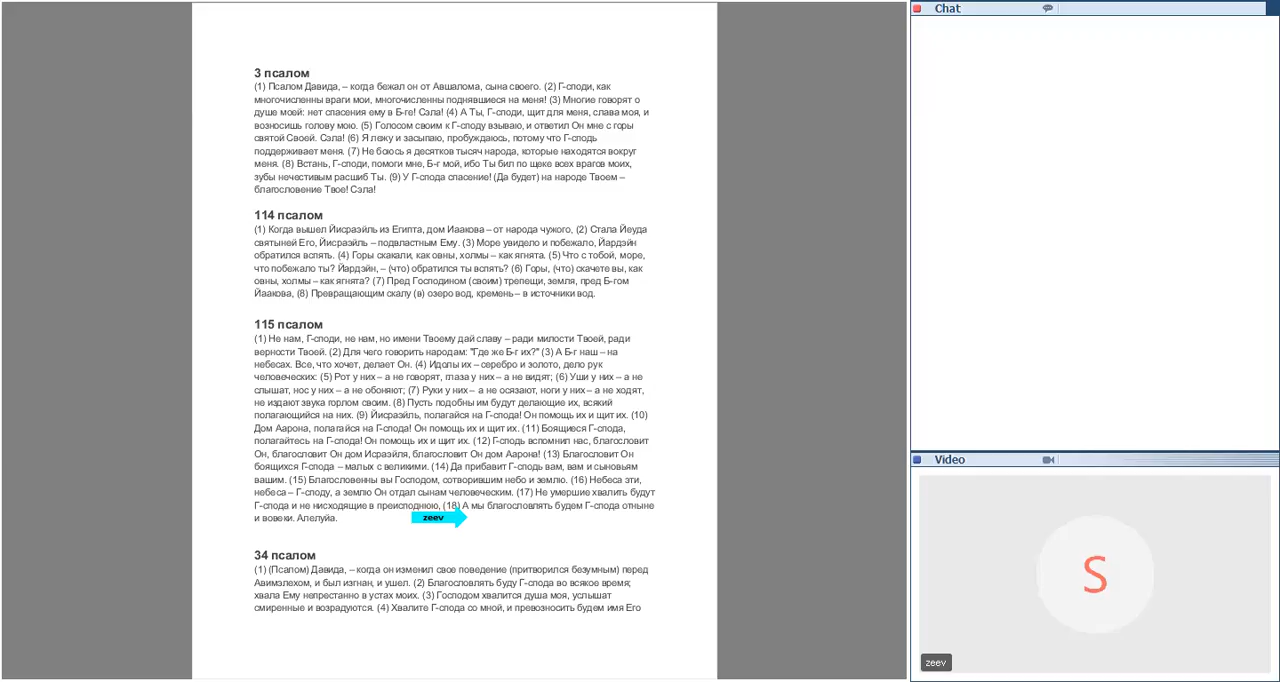 3 псалом
(1) Псалом Давида, – когда бежал он от Авшалома, сына своего. (2) Г-споди, как
многочисленны враги мои, многочисленны поднявшиеся на меня! (3) Многие говорят о
душе моей: нет спасения ему в Б-ге! Сэла! (4) А Ты, Г-споди, щит для меня, слава моя, и
возносишь голову мою. (5) Голосом своим к Г-споду взываю, и ответил Он мне с горы
святой Своей. Сэла! (6) Я лежу и засыпаю, пробуждаюсь, потому что Г-сподь
поддерживает меня. (7) Не боюсь я десятков тысяч народа, которые находятся вокруг
меня. (8) Встань, Г-споди, помоги мне, Б-г мой, ибо Ты бил по щеке всех врагов моих,
зубы нечестивым расшиб Ты. (9) У Г-спода спасение! (Да будет) на народе Твоем –
благословение Твое! Сэла!
114 псалом
(1) Когда вышел Йисраэйль из Египта, дом Иаакова – от народа чужого, (2) Стала Йеуда
святыней Его, Йисраэйль – подвластным Ему. (3) Море увидело и побежало, Йардэйн
обратился вспять. (4) Горы скакали, как овны, холмы – как ягнята. (5) Что с тобой, море,
что побежало ты? Йардэйн, – (что) обратился ты вспять? (6) Горы, (что) скачете вы, как
овны, холмы – как ягнята? (7) Пред Господином (своим) трепещи, земля, пред Б-гом
Йаакова, (8) Превращающим скалу (в) озеро вод, кремень – в источники вод.
115 псалом
(1) Не нам, Г-споди, не нам, но имени Твоему дай славу – ради милости Твоей, ради
верности Твоей. (2) Для чего говорить народам: "Где же Б-г их?" (3) А Б-г наш – на
небесах. Все, что хочет, делает Он. (4) Идолы их – серебро и золото, дело рук
человеческих: (5) Рот у них – а не говорят, глаза у них – а не видят; (6) Уши у них – а не
слышат, нос у них – а не обоняют; (7) Руки у них – а не осязают, ноги у них – а не ходят,
не издают звука горлом своим. (8) Пусть подобны им будут делающие их, всякий
полагающийся на них. (9) Йисраэйль, полагайся на Г-спода! Он помощь их и щит их. (10)
Дом Аарона, полагайся на Г-спода! Он помощь их и щит их. (11) Боящиеся Г-спода,
полагайтесь на Г-спода! Он помощь их и щит их. (12) Г-сподь вспомнил нас, благословит
Он, благословит Он дом Исраэйля, благословит Он дом Аарона! (13) Благословит Он
боящихся Г-спода – малых с великими. (14) Да прибавит Г-сподь вам, вам и сыновьям
вашим. (15) Благословенны вы Господом, сотворившим небо и землю. (16) Небеса эти,
небеса – Г-споду, а землю Он отдал сынам человеческим. (17) Не умершие хвалить будут
Г-спода и не нисходящие в преисподнюю, (18) А мы благословлять будем Г-спода отныне
и вовеки. Алелуйа.
zeev
34 псалом
(1) (Псалом) Давида, – когда он изменил свое поведение (притворился безумным) перед
Авимэлехом, и был изгнан, и ушел. (2) Благословлять буду Г-спода во всякое время;
хвала Ему непрестанно в устах моих. (3) Господом хвалится душа моя, услышат
смиренные и возрадуются. (4) Хвалите Г-спода со мной, и превозносить будем имя Его
Chat
Video
S
zeev